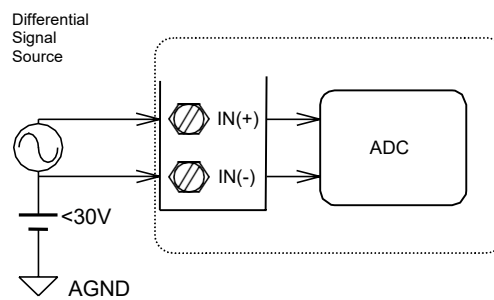 Differential
Signal
Source
IN(+)
ADC
IN(-)
<30V
AGND